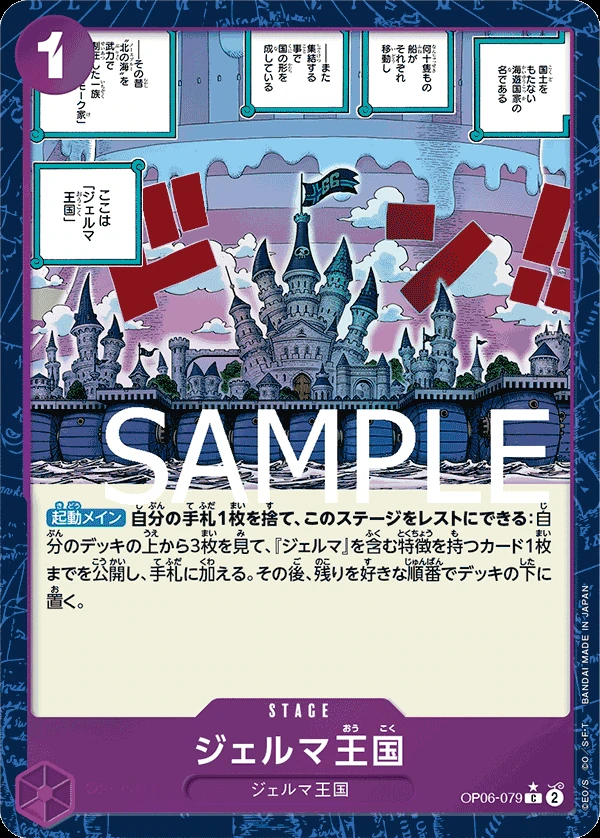 1
国土を
もたない
海遊国家の
名である
何十隻もの
船が
それぞれ
移動し
――また
集結する
事で
国の形を
成している
――その昔
“北の海”を
武力で
制圧した一族
ここは
「ジェルマ
王国」
ドン!!
SAMPLE
起動メイン 自分の手札1枚を捨て、このステージをレストにできる：自
分のデッキの上から3枚を見て、『ジェルマ』を含む特徴を持つカード1枚
までを公開し、手札に加える。その後、残りを好きな順番でデッキの下に
置く。
STAGE
ジェルマ王国
ジェルマ王国
OP06-079 C 2
©E.O/S. ©O/S・F・T BANDAI MADE IN JAPAN